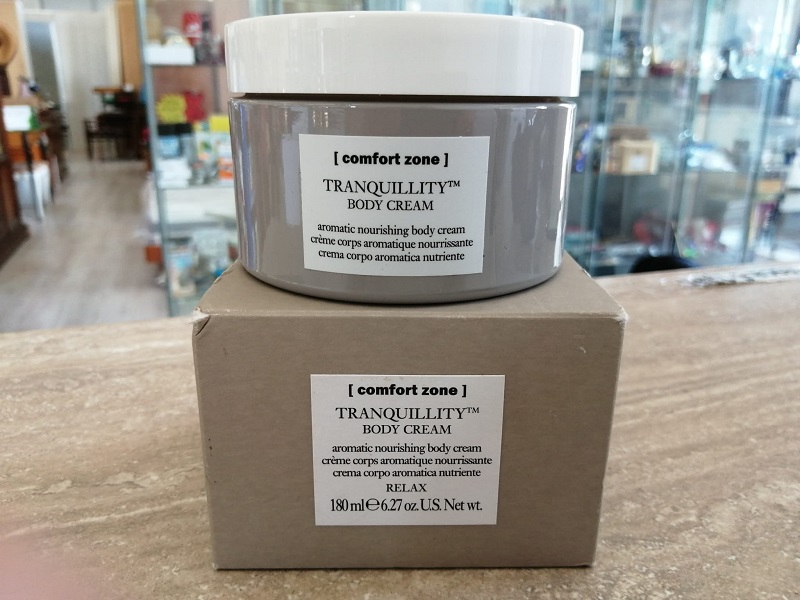 [ comfort zone ]
TRANQUILLITY™
BODY CREAM
aromatic nourishing body cream
crème corps aromatique nourrissante
crema corpo aromatica nutriente
[ comfort zone ]
TRANQUILLITY™
BODY CREAM
aromatic nourishing body cream
crème corps aromatique nourrissante
crema corpo aromatica nutriente
RELAX
180 ml ℮ 6.27 oz. U.S. Net wt.